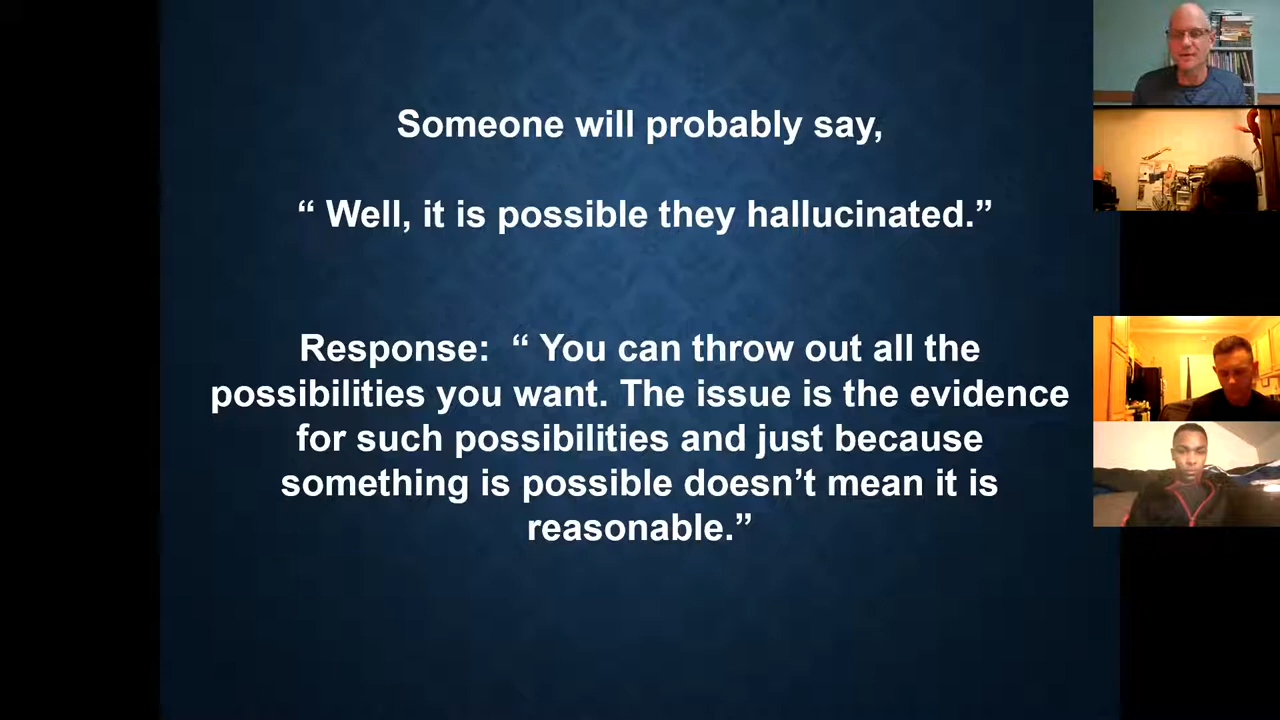 Someone will probably say,
“ Well, it is possible they hallucinated.”
Response:  “ You can throw out all the
possibilities you want. The issue is the evidence
for such possibilities and just because
something is possible doesn’t mean it is
reasonable.”